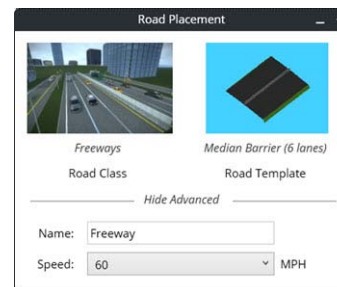 Road Placement
Freeways
Median Barrier (6 lanes)
Road Class
Road Template
Hide Advanced
Name: Freeway
Speed: 60 MPH